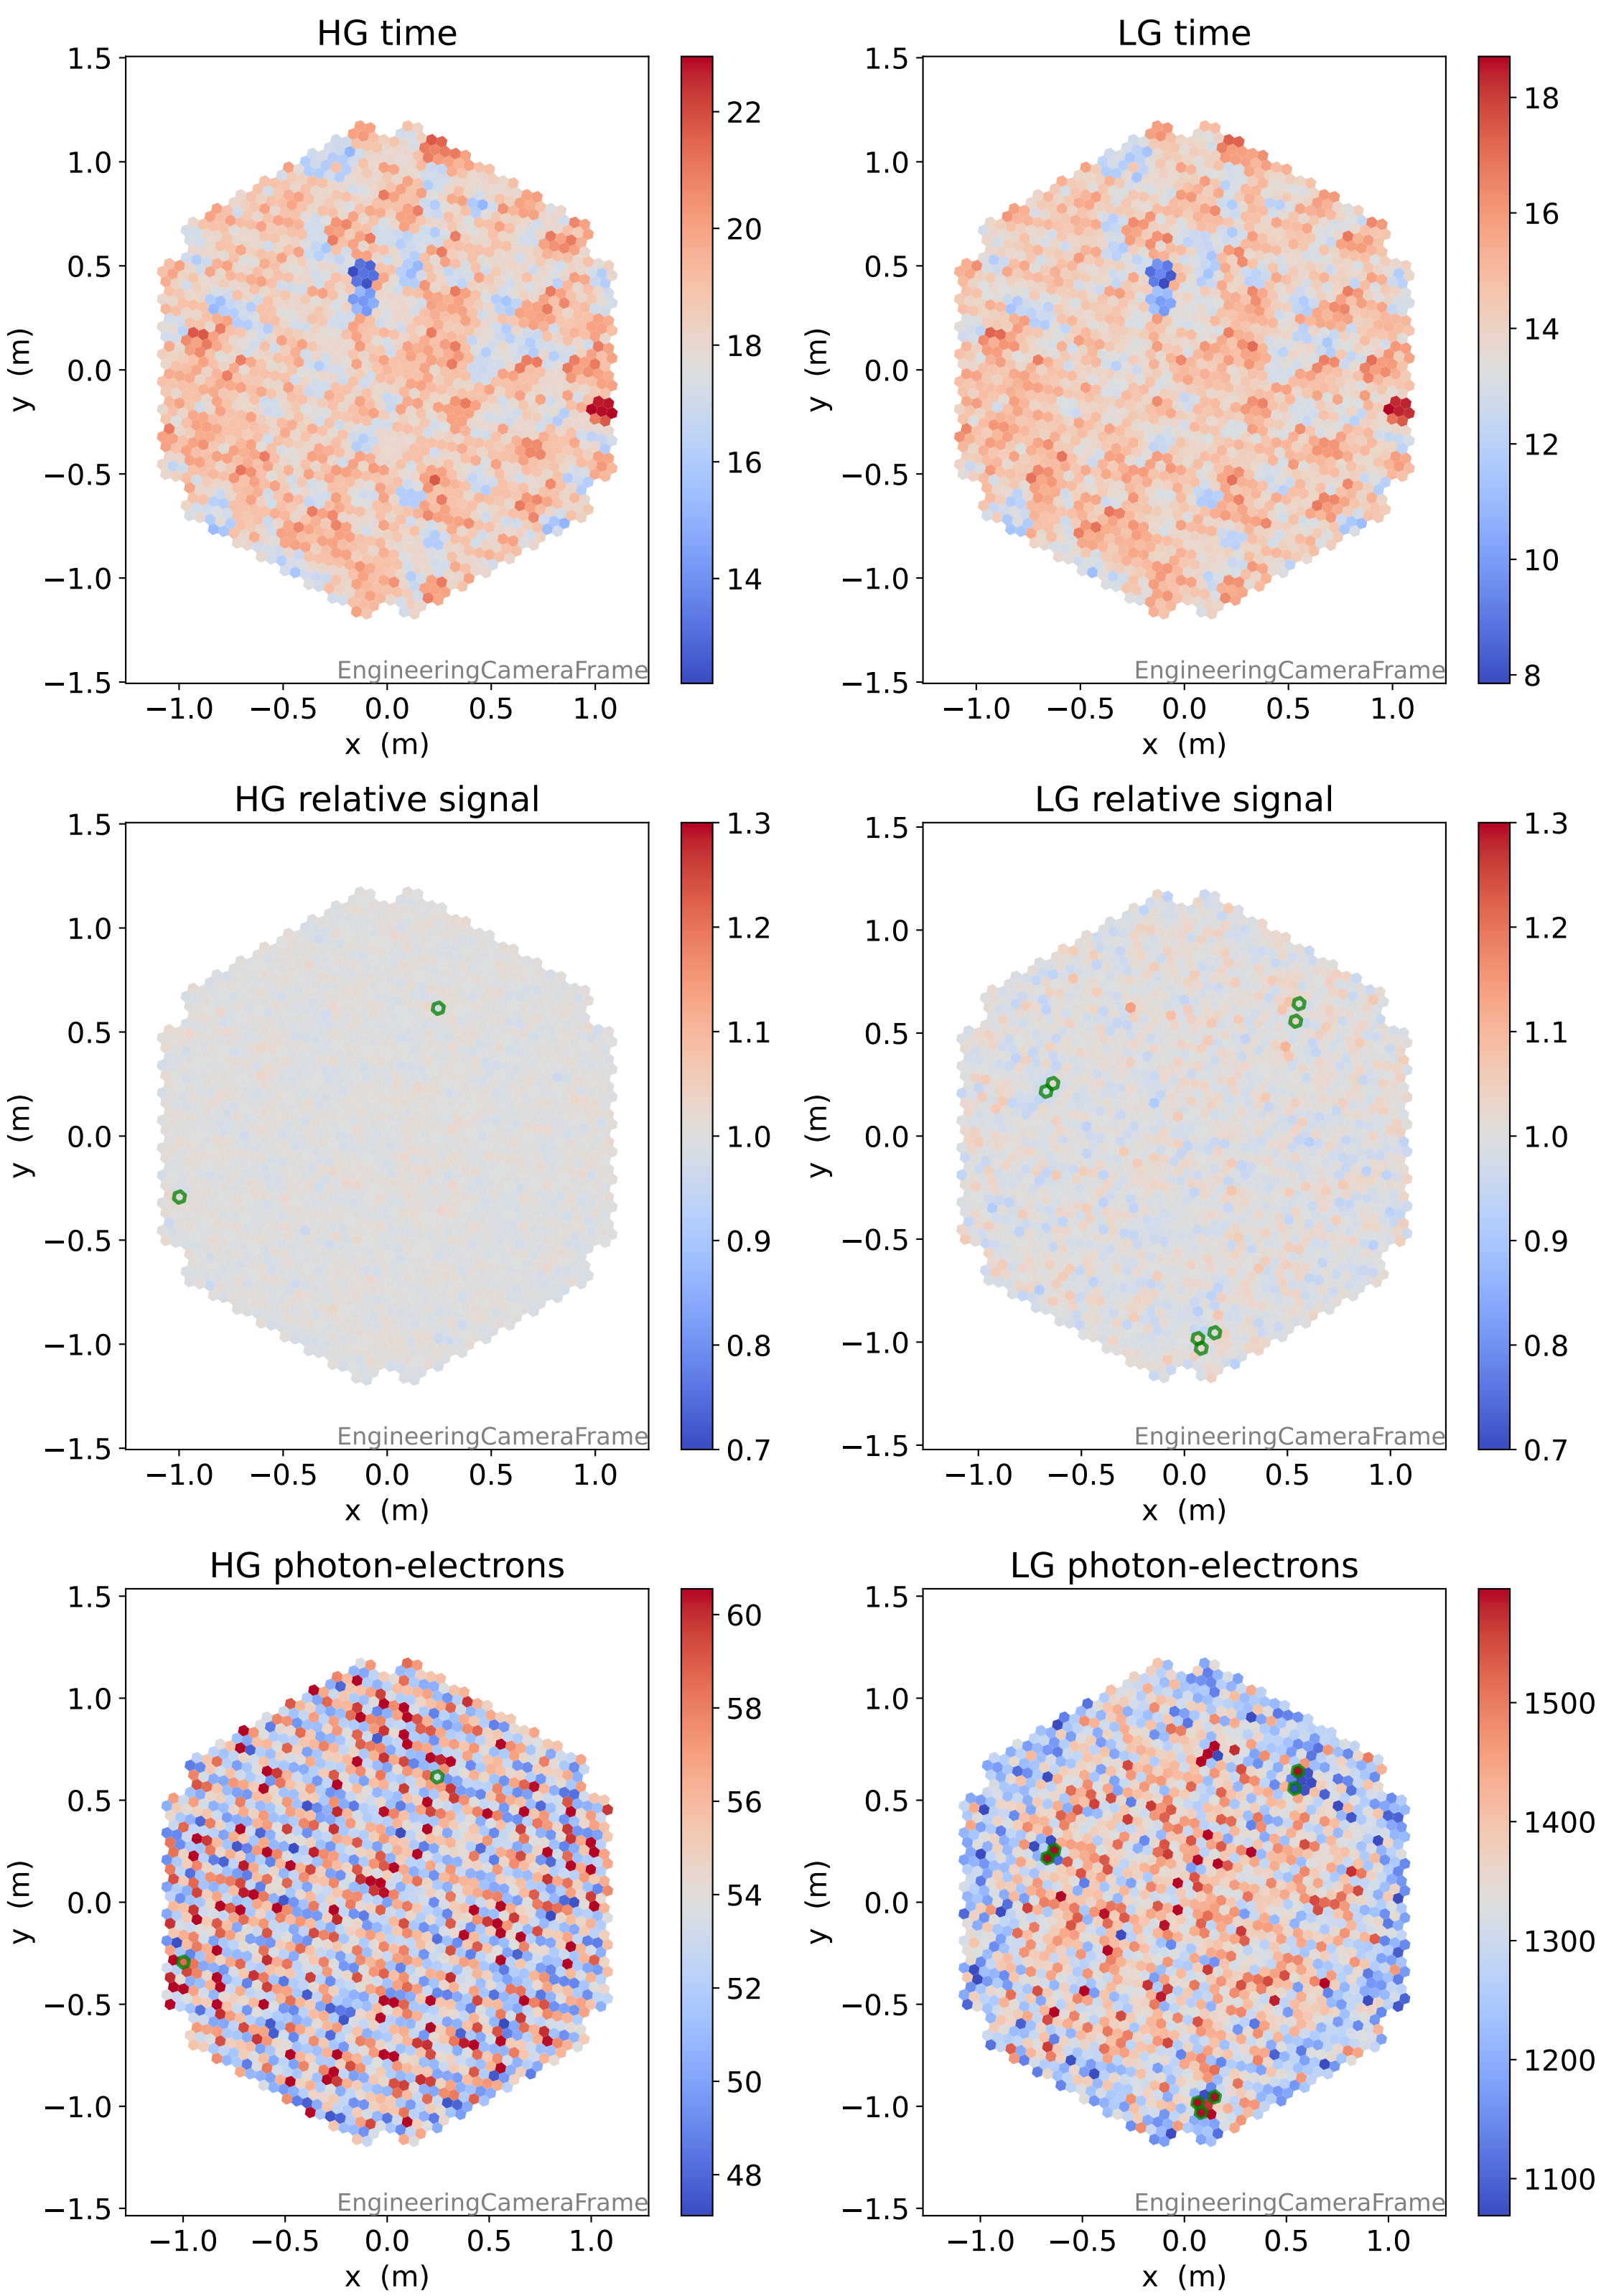 HG time
1.5
1.0
0.5
0.0
−0.5
−1.0
−1.5
y (m)
−1.0 −0.5 0.0 0.5 1.0
x (m)
EngineeringCameraFrame
22
20
18
16
14
LG time
1.5
1.0
0.5
0.0
−0.5
−1.0
−1.5
y (m)
−1.0 −0.5 0.0 0.5 1.0
x (m)
EngineeringCameraFrame
18
16
14
12
10
8
HG relative signal
1.5
1.0
0.5
0.0
−0.5
−1.0
−1.5
y (m)
−1.0 −0.5 0.0 0.5 1.0
x (m)
EngineeringCameraFrame
1.3
1.2
1.1
1.0
0.9
0.8
0.7
LG relative signal
1.5
1.0
0.5
0.0
−0.5
−1.0
−1.5
y (m)
−1.0 −0.5 0.0 0.5 1.0
x (m)
EngineeringCameraFrame
1.3
1.2
1.1
1.0
0.9
0.8
0.7
HG photon-electrons
1.5
1.0
0.5
0.0
−0.5
−1.0
−1.5
y (m)
−1.0 −0.5 0.0 0.5 1.0
x (m)
EngineeringCameraFrame
60
58
56
54
52
50
48
LG photon-electrons
1.5
1.0
0.5
0.0
−0.5
−1.0
−1.5
y (m)
−1.0 −0.5 0.0 0.5 1.0
x (m)
EngineeringCameraFrame
1500
1400
1300
1200
1100